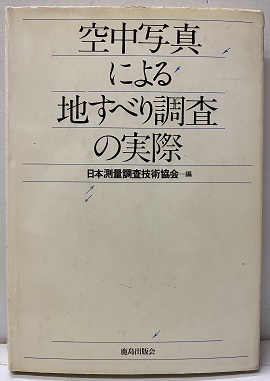 空中写真
による
地すべり調査
の実際
日本測量調査技術協会―編
鹿島出版会